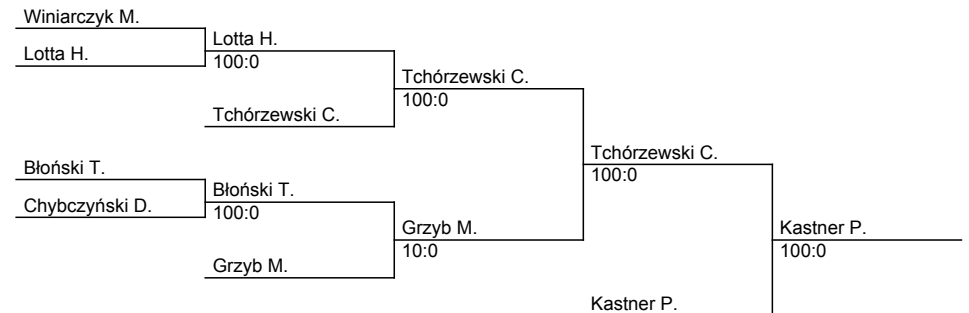 Winiarczyk M.
Lotta H.
Lotta H.
100:0
Tchórzewski C.
Tchórzewski C.
100:0
Błoński T.
Chybczyński D.
Błoński T.
100:0
Grzyb M.
Grzyb M.
10:0
Tchórzewski C.
100:0
Kastner P.
Kastner P.
100:0